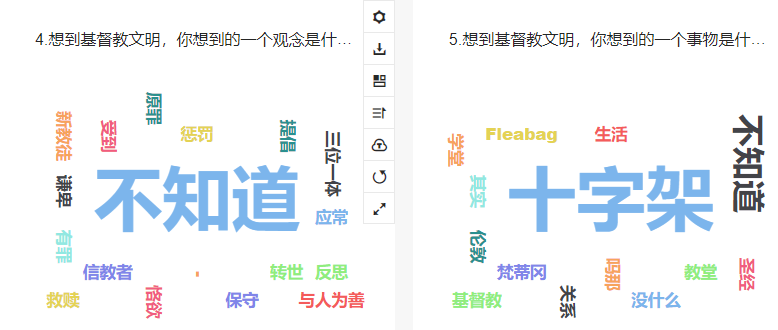 4.想到基督教文明，你想到的一个观念是什…
原罪
新教徒
受到
惩罚
提倡
三位一体
谦卑
不知道
应常
有罪
信教者
转世
反思
救赎
恪欲
保守
与人为善
5.想到基督教文明，你想到的一个事物是什…
不知道
Fleabag
生活
学堂
其实
十字架
伦敦
梵蒂冈
吗哪
教堂
圣经
基督教
关系
没什么